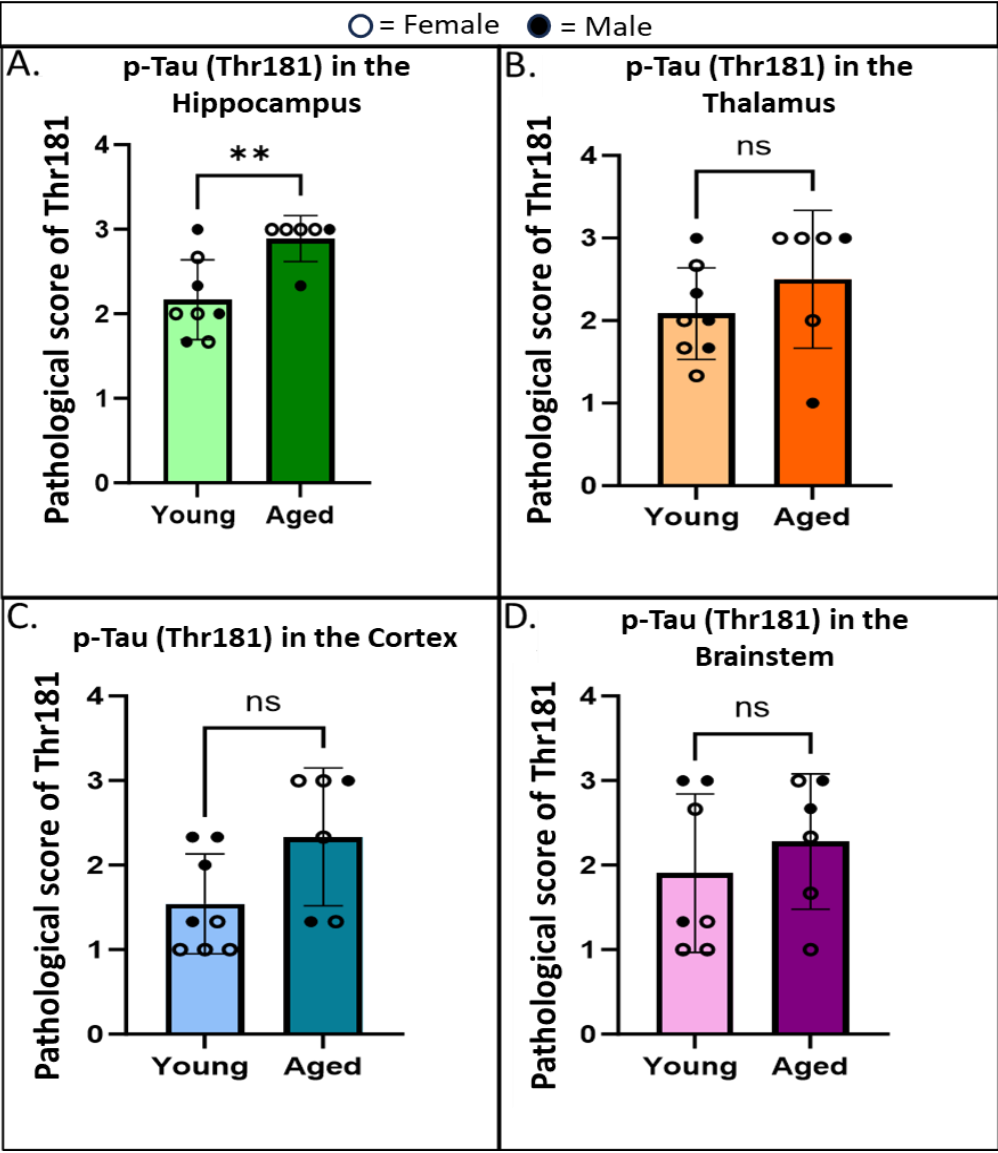 = Female = Male
A.
p-Tau (Thr181) in the
Hippocampus
Pathological score of Thr181
4
3
2
1
0
**
Young Aged
B.
p-Tau (Thr181) in the
Thalamus
Pathological score of Thr181
4
3
2
1
0
ns
Young Aged
C.
p-Tau (Thr181) in the Cortex
Pathological score of Thr181
4
3
2
1
0
ns
Young Aged
D.
p-Tau (Thr181) in the
Brainstem
Pathological score of Thr181
4
3
2
1
0
ns
Young Aged